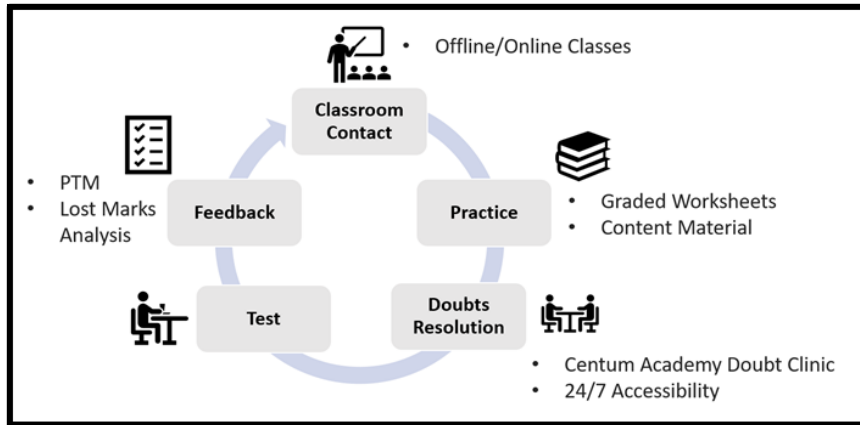 • Offline/Online Classes
Classroom
Contact
• PTM
• Lost Marks
Analysis
Feedback
Practice
• Graded Worksheets
• Content Material
Test
Doubts
Resolution
• Centum Academy Doubt Clinic
• 24/7 Accessibility